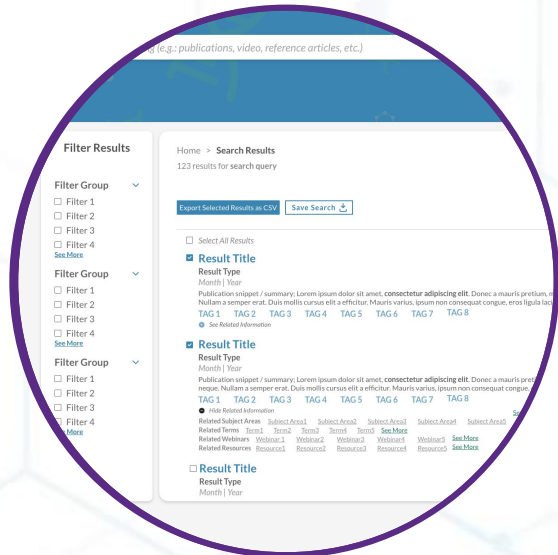 (e.g.: publications, video, reference articles, etc.)
Filter Results
Filter Group
Filter 1
Filter 2
Filter 3
Filter 4
See More
Filter Group
Filter 1
Filter 2
Filter 3
Filter 4
See More
Filter Group
Filter 1
Filter 2
Filter 3
Filter 4
More
Home > Search Results
123 results for search query
Export Selected Results as CSV Save Search
Select All Results
Result Title
Result Type
Month | Year
Publication snippet / summary; Lorem ipsum dolor sit amet, consectetur adipiscing elit. Donec a mauris pretium,
Nullam a semper erat. Duis mollis cursus elit a efficitur. Mauris varius, ipsum non consequat congue, eros ligula
TAG 1 TAG 2 TAG 3 TAG 4 TAG 5 TAG 6 TAG 7 TAG 8
See Related Information
Result Title
Result Type
Month | Year
Publication snippet / summary; Lorem ipsum dolor sit amet, consectetur adipiscing elit. Donec a mauris
neque. Nullam a semper erat. Duis mollis cursus elit a efficitur. Mauris varius, ipsum non consequat congue,
TAG 1 TAG 2 TAG 3 TAG 4 TAG 5 TAG 6 TAG 7 TAG 8
Hide Related Information
Related Subject Areas Subject Area1 Subject Area2 Subject Area3 Subject Area4 Subject Area5
Related Terms Term1 Term2 Term3 Term4 Term5 See More
Related Webinars Webinar 1 Webinar2 Webinar3 Webinar4 Webinar5 See More
Related Resources Resource1 Resource2 Resource3 Resource4 Resource5 See More
Result Title
Result Type
Month | Year